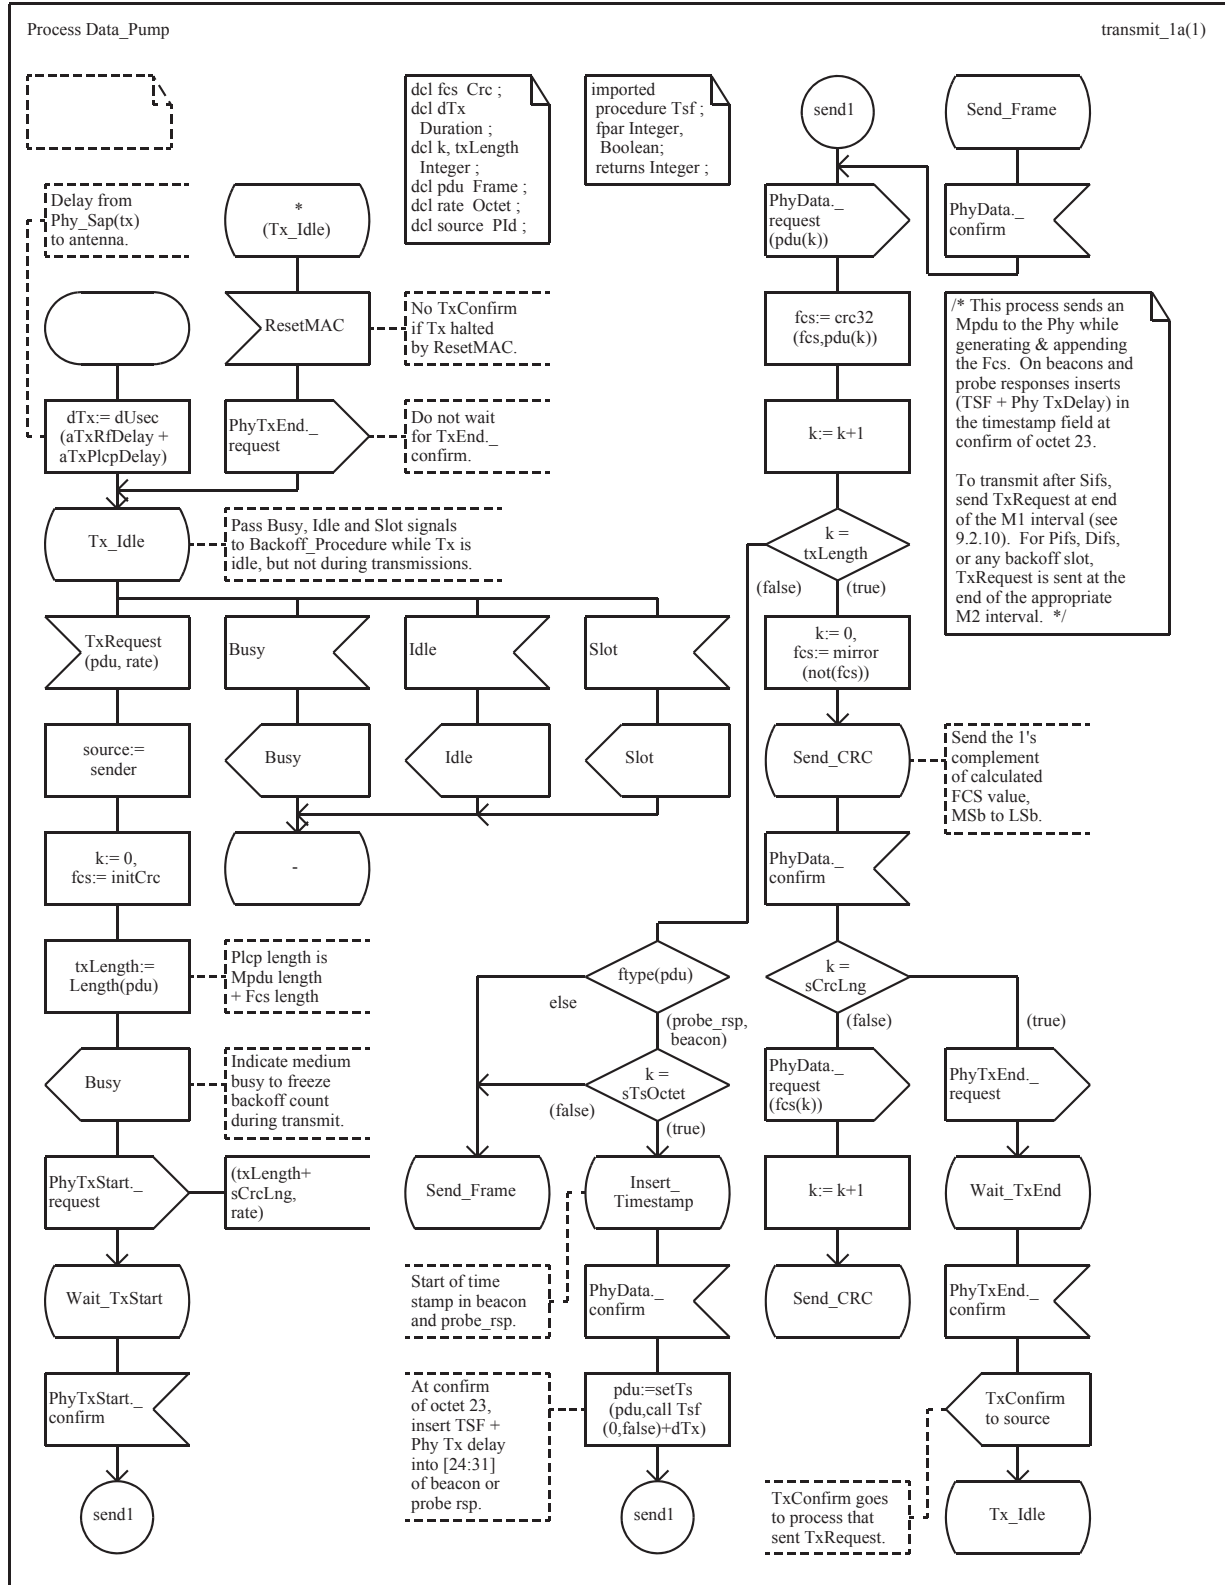 Process Data_Pump
transmit_1a(1)
dcl fcs Crc ;
dcl dTx
Duration ;
dcl k, txLength
Integer ;
dcl pdu Frame ;
dcl rate Octet ;
dcl source PId ;
imported
procedure Tsf ;
fpar Integer,
Boolean;
returns Integer ;
send1
Send_Frame
Delay from
Phy_Sap(tx)
to antenna.
*
(Tx_Idle)
PhyData._
request
(pdu(k))
PhyData._
confirm
ResetMAC
No TxConfirm
if Tx halted
by ResetMAC.
fcs:= crc32
(fcs,pdu(k))
/* This process sends an
Mpdu to the Phy while
generating & appending
the Fcs. On beacons and
probe responses inserts
(TSF + Phy TxDelay) in
the timestamp field at
confirm of octet 23.
To transmit after Sifs,
send TxRequest at end
of the M1 interval (see
9.2.10). For Pifs, Difs,
or any backoff slot,
TxRequest is sent at the
end of the appropriate
M2 interval. */
dTx:= dUsec
(aTxRfDelay +
aTxPlcpDelay)
PhyTxEnd._
request
Do not wait
for TxEnd._
confirm.
k:= k+1
Tx_Idle
Pass Busy, Idle and Slot signals
to Backoff_Procedure while Tx is
idle, but not during transmissions.
k =
txLength
(false)
(true)
TxRequest
(pdu, rate)
Busy
Idle
Slot
k:= 0,
fcs:= mirror
(not(fcs))
source:=
sender
Busy
Idle
Slot
Send_CRC
Send the 1's
complement
of calculated
FCS value,
MSb to LSb.
k:= 0,
fcs:= initCrc
-
PhyData._
confirm
txLength:=
Length(pdu)
Plcp length is
Mpdu length
+ Fcs length
ftype(pdu)
else
(probe_rsp,
beacon)
k =
sCrcLng
(false)
(true)
Busy
Indicate medium
busy to freeze
backoff count
during transmit.
k =
sTsOctet
(false)
(true)
PhyData._
request
(fcs(k))
PhyTxEnd._
request
PhyTxStart._
request
(txLength+
sCrcLng,
rate)
Send_Frame
Insert_
Timestamp
k:= k+1
Wait_TxEnd
Wait_TxStart
Start of time
stamp in beacon
and probe_rsp.
PhyData._
confirm
Send_CRC
PhyTxEnd._
confirm
PhyTxStart._
confirm
At confirm
of octet 23,
insert TSF +
Phy Tx delay
into [24:31]
of beacon or
probe rsp.
pdu:=setTs
(pdu,call Tsf
(0,false)+dTx)
TxConfirm
to source
send1
send1
TxConfirm goes
to process that
sent TxRequest.
Tx_Idle